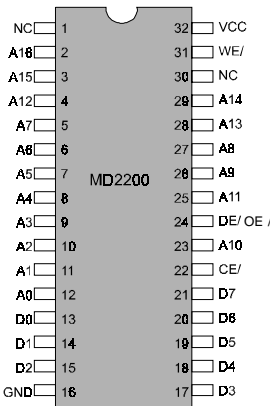 NC 1 32 VCC
A16 2 31 WE/
A15 3 30 NC
A12 4 29 A14
A7 5 28 A13
A6 6 27 A8
A5 7 26 A9
MD2200
A4 8 25 A11
A3 9 24 DE/ OE /
A2 10 23 A10
A1 11 22 CE/
A0 12 21 D7
D0 13 20 D6
D1 14 19 D5
D2 15 18 D4
GND 16 17 D3